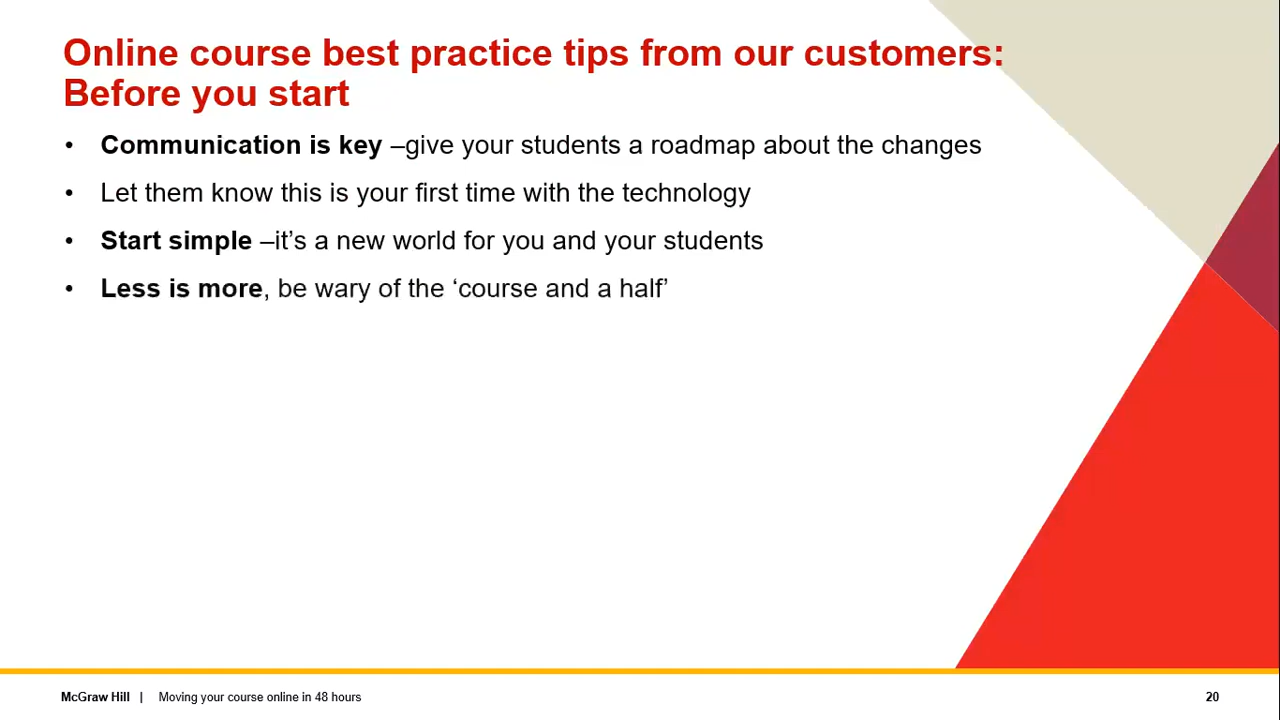 Online course best practice tips from our customers:
Before you start
• Communication is key –give your students a roadmap about the changes
• Let them know this is your first time with the technology
• Start simple –it’s a new world for you and your students
• Less is more, be wary of the ‘course and a half’
McGraw Hill | Moving your course online in 48 hours 20